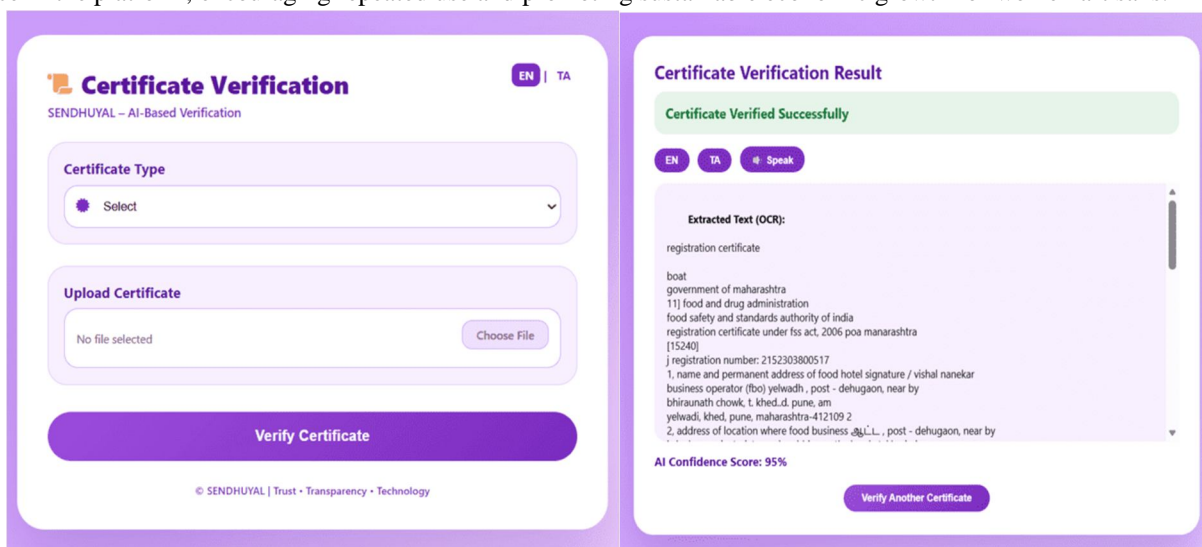 Certificate Verification
EN | TA
SENDHUYAL – AI-Based Verification
Certificate Type
Select
Upload Certificate
No file selected
Choose File
Verify Certificate
© SENDHUYAL | Trust • Transparency • Technology
Certificate Verification Result
Certificate Verified Successfully
EN
TA
Speak
Extracted Text (OCR):
registration certificate
boat
government of maharashtra
11] food and drug administration
food safety and standards authority of india
registration certificate under fss act, 2006 poa manarashtra
[15240]
j registration number: 2152303800517
1, name and permanent address of food hotel signature / vishal nanekar
business operator (fbo) yelwadh , post - dehugaon, near by
bhiraunath chowk, t. khed..d. pune, am
yelwadi, khed, pune, maharashtra-412109 2
2, address of location where food business ஆட்ட , post - dehugaon, near by
AI Confidence Score: 95%
Verify Another Certificate